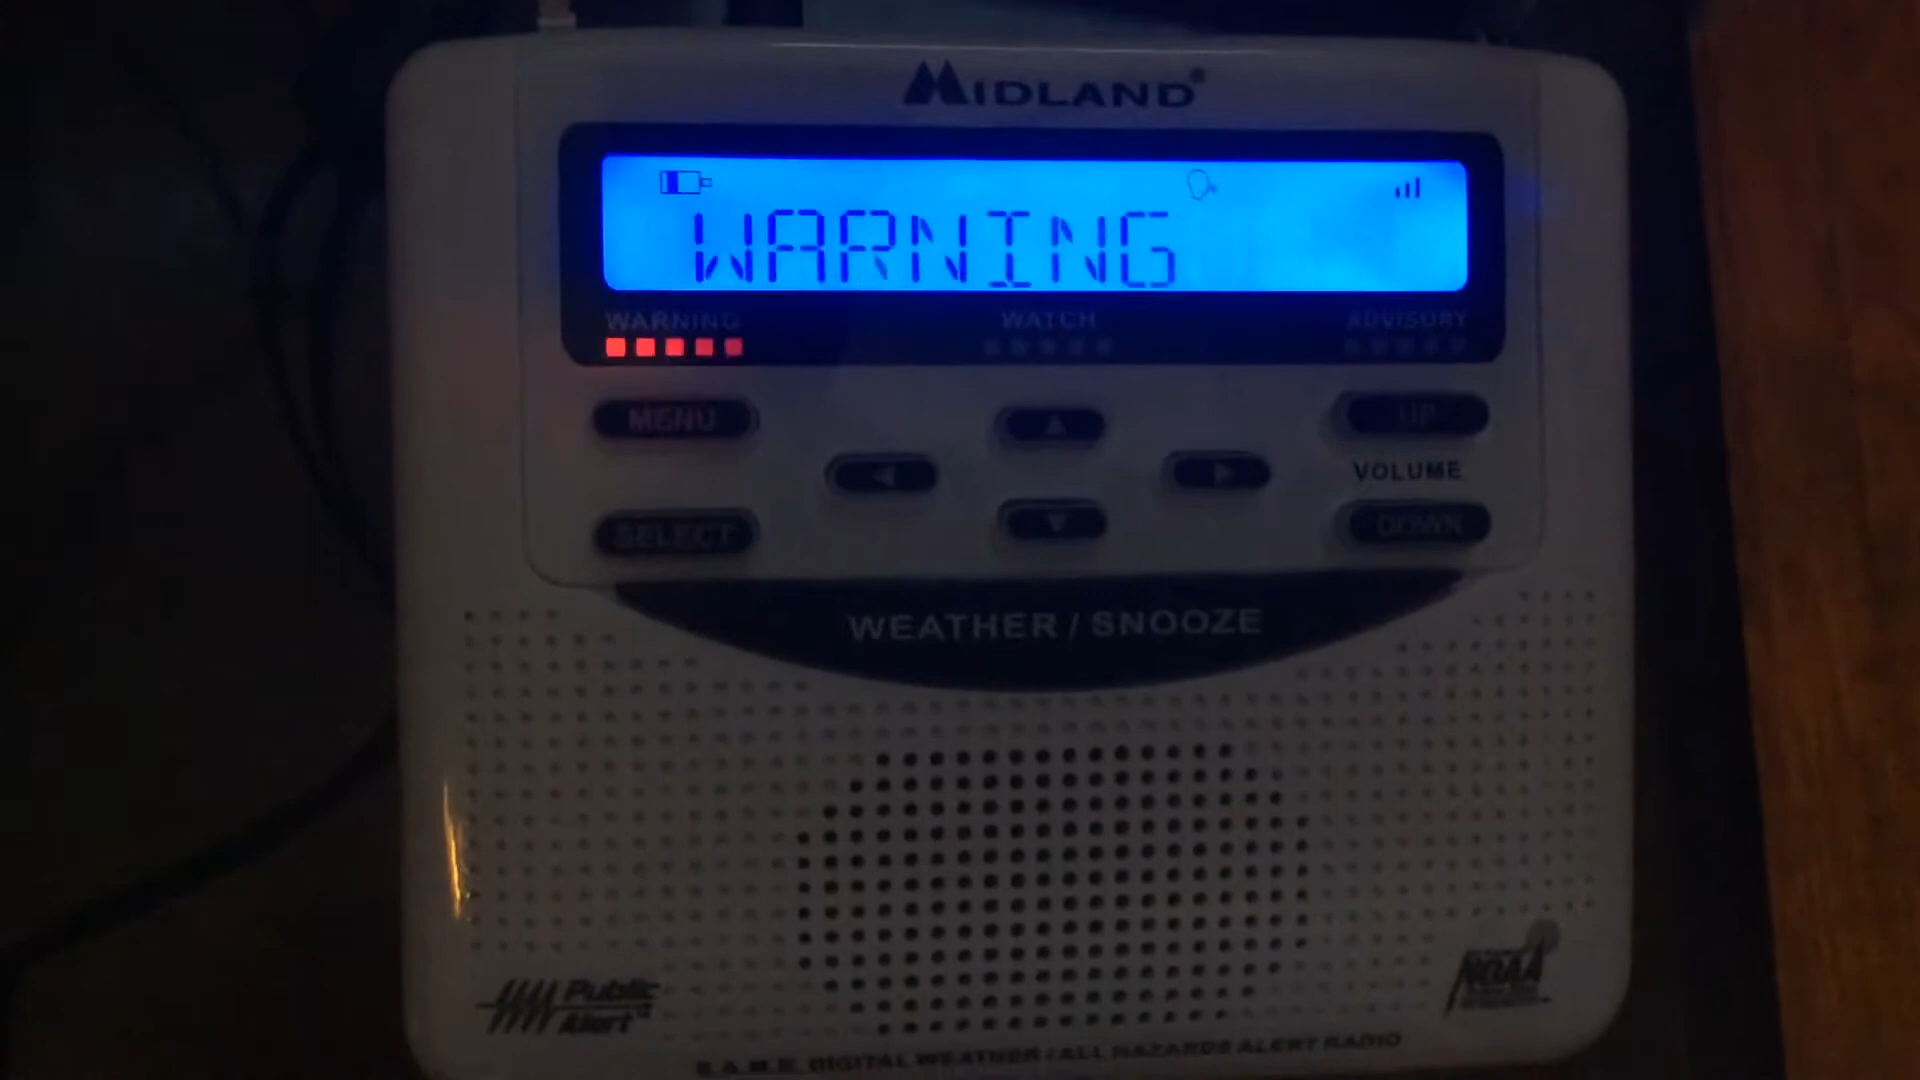 MIDLAND®
WARNING
WARNING WATCH ADVISORY
MENU
UP
VOLUME
SELECT
DOWN
WEATHER / SNOOZE
Public Alert
NOAA
S.A.M.E. DIGITAL WEATHER / ALL HAZARDS ALERT RADIO